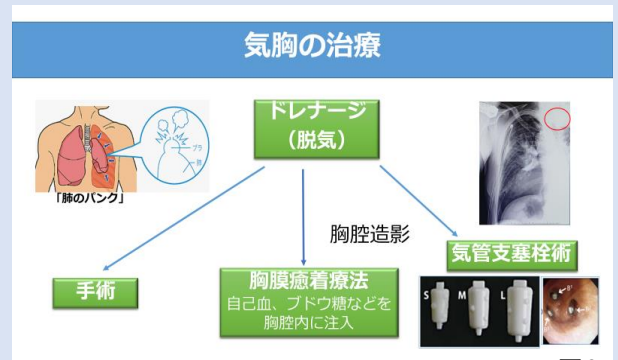 気胸の治療
ドレナージ
（脱気）
ブラ
肺
「肺のパンク」
胸腔造影
気管支塞栓術
手術
胸膜癒着療法
自己血、ブドウ糖などを
胸腔内に注入
S M L